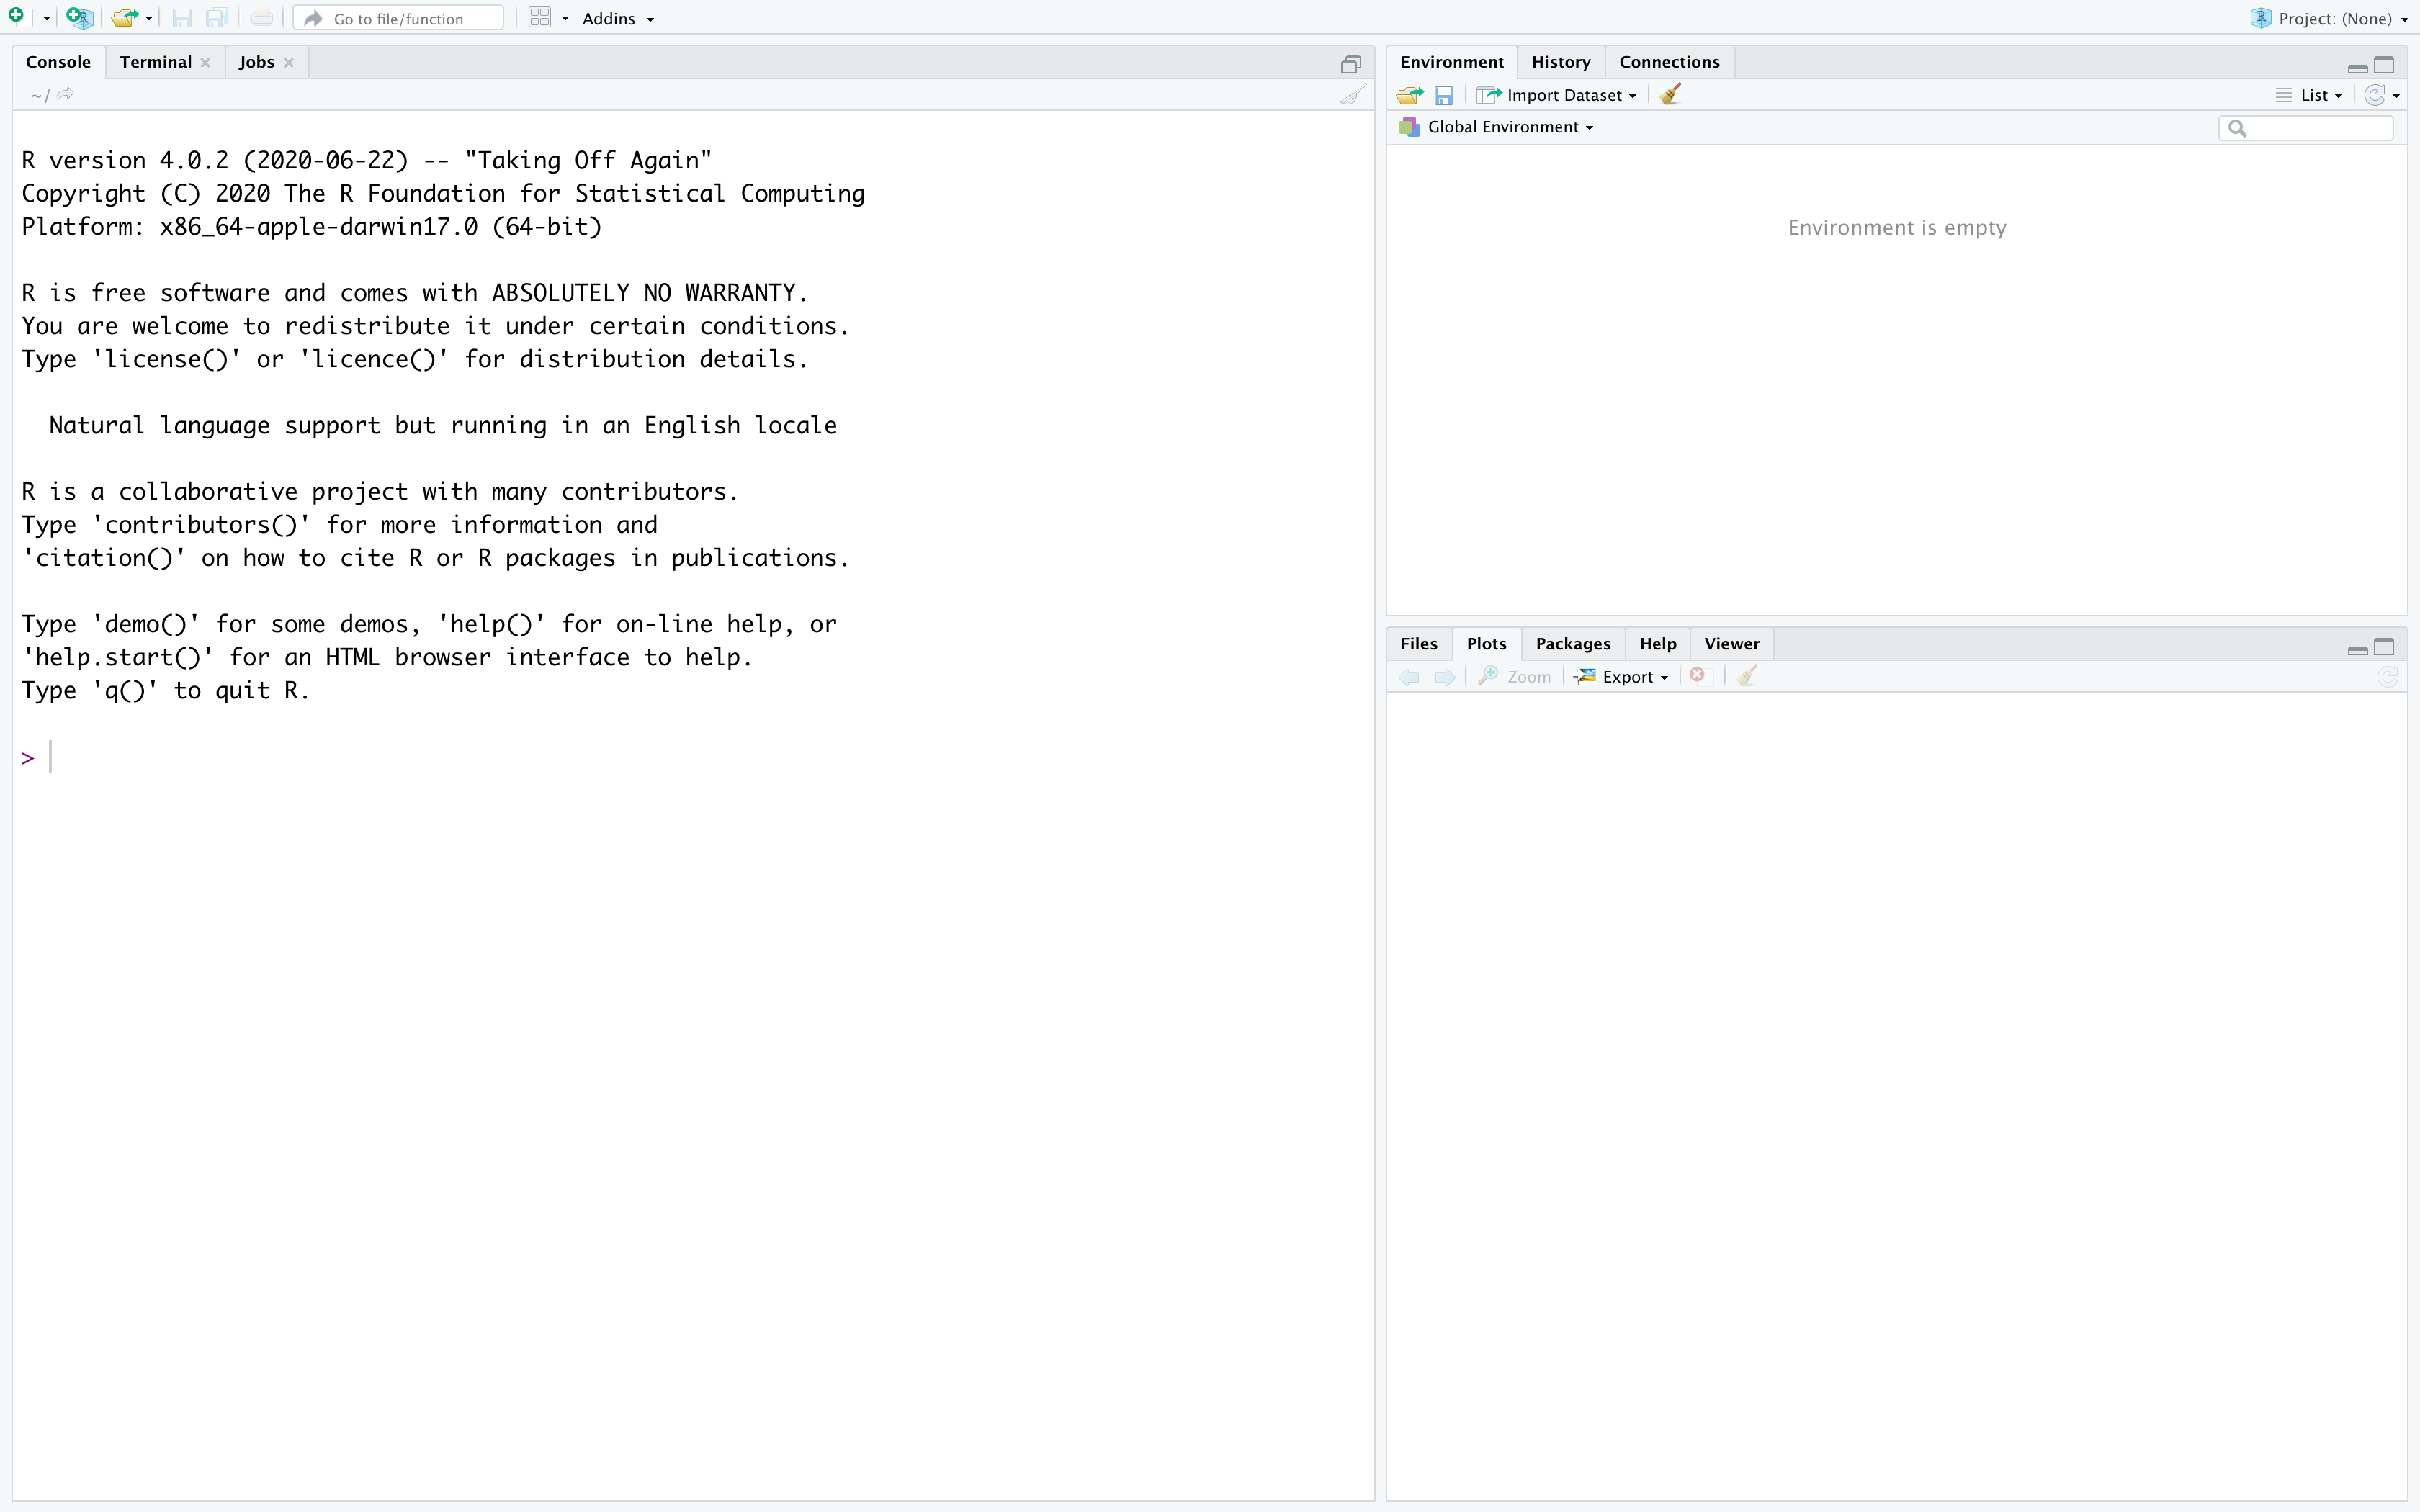 Go to file/function
Addins
Project: (None)
Console
Terminal
Jobs
~/
R version 4.0.2 (2020-06-22) -- "Taking Off Again"
Copyright (C) 2020 The R Foundation for Statistical Computing
Platform: x86_64-apple-darwin17.0 (64-bit)
R is free software and comes with ABSOLUTELY NO WARRANTY.
You are welcome to redistribute it under certain conditions.
Type 'license()' or 'licence()' for distribution details.
Natural language support but running in an English locale
R is a collaborative project with many contributors.
Type 'contributors()' for more information and
'citation()' on how to cite R or R packages in publications.
Type 'demo()' for some demos, 'help()' for on-line help, or
'help.start()' for an HTML browser interface to help.
Type 'q()' to quit R.
>
Environment
History
Connections
Import Dataset
List
Global Environment
Environment is empty
Files
Plots
Packages
Help
Viewer
Zoom
Export